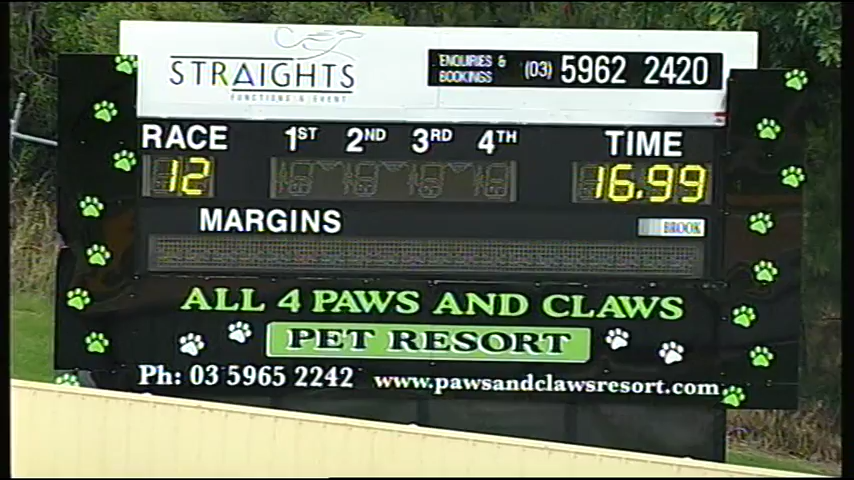 STRAIGHTS
FUNCTIONS & EVENT
ENQUIRIES & BOOKINGS (03) 5962 2420
RACE 1ST 2ND 3RD 4TH TIME
12 16.99
MARGINS BROOK
ALL 4 PAWS AND CLAWS
PET RESORT
Ph: 03 5965 2242 www.pawsandclawsresort.com